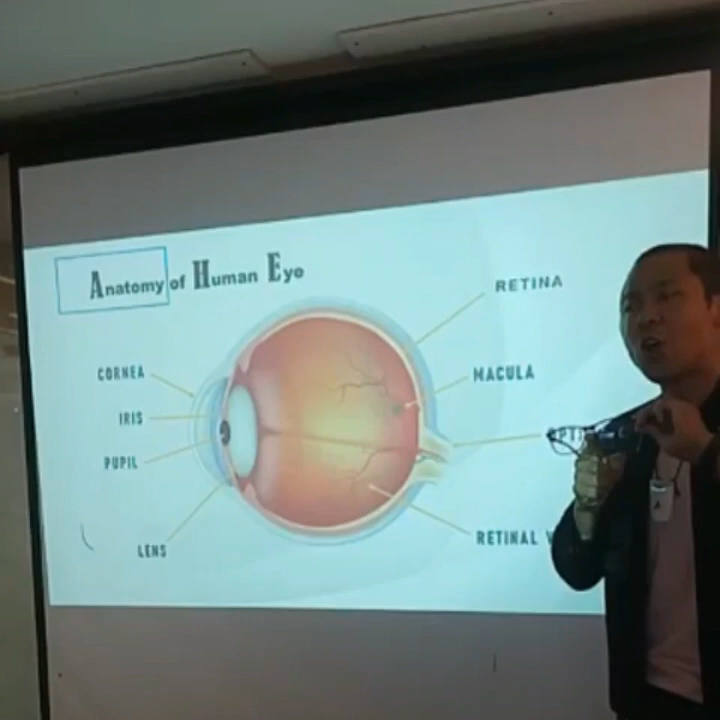 Anatomy of Human Eye
RETINA
CORNEA
MACULA
IRIS
PUPIL
RETINAL
LENS